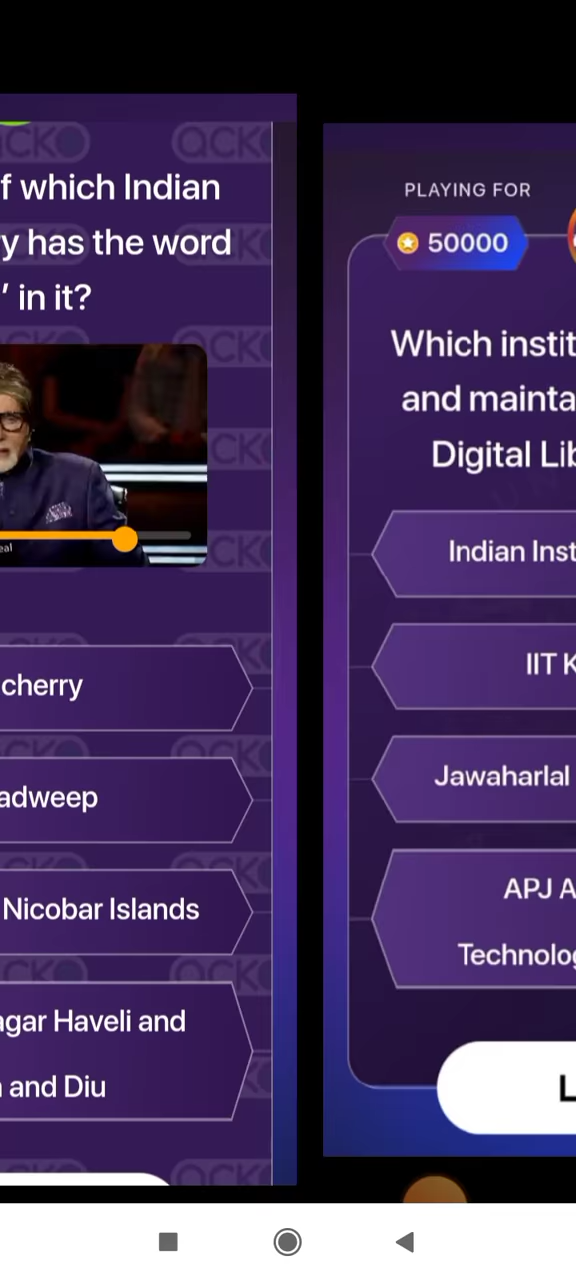 f which Indian
y has the word
' in it?
cherry
adweep
Nicobar Islands
agar Haveli and
and Diu
PLAYING FOR
50000
Which instit
and mainta
Digital Lib
Indian Inst
IIT K
Jawaharlal
APJ A
Technolog
L